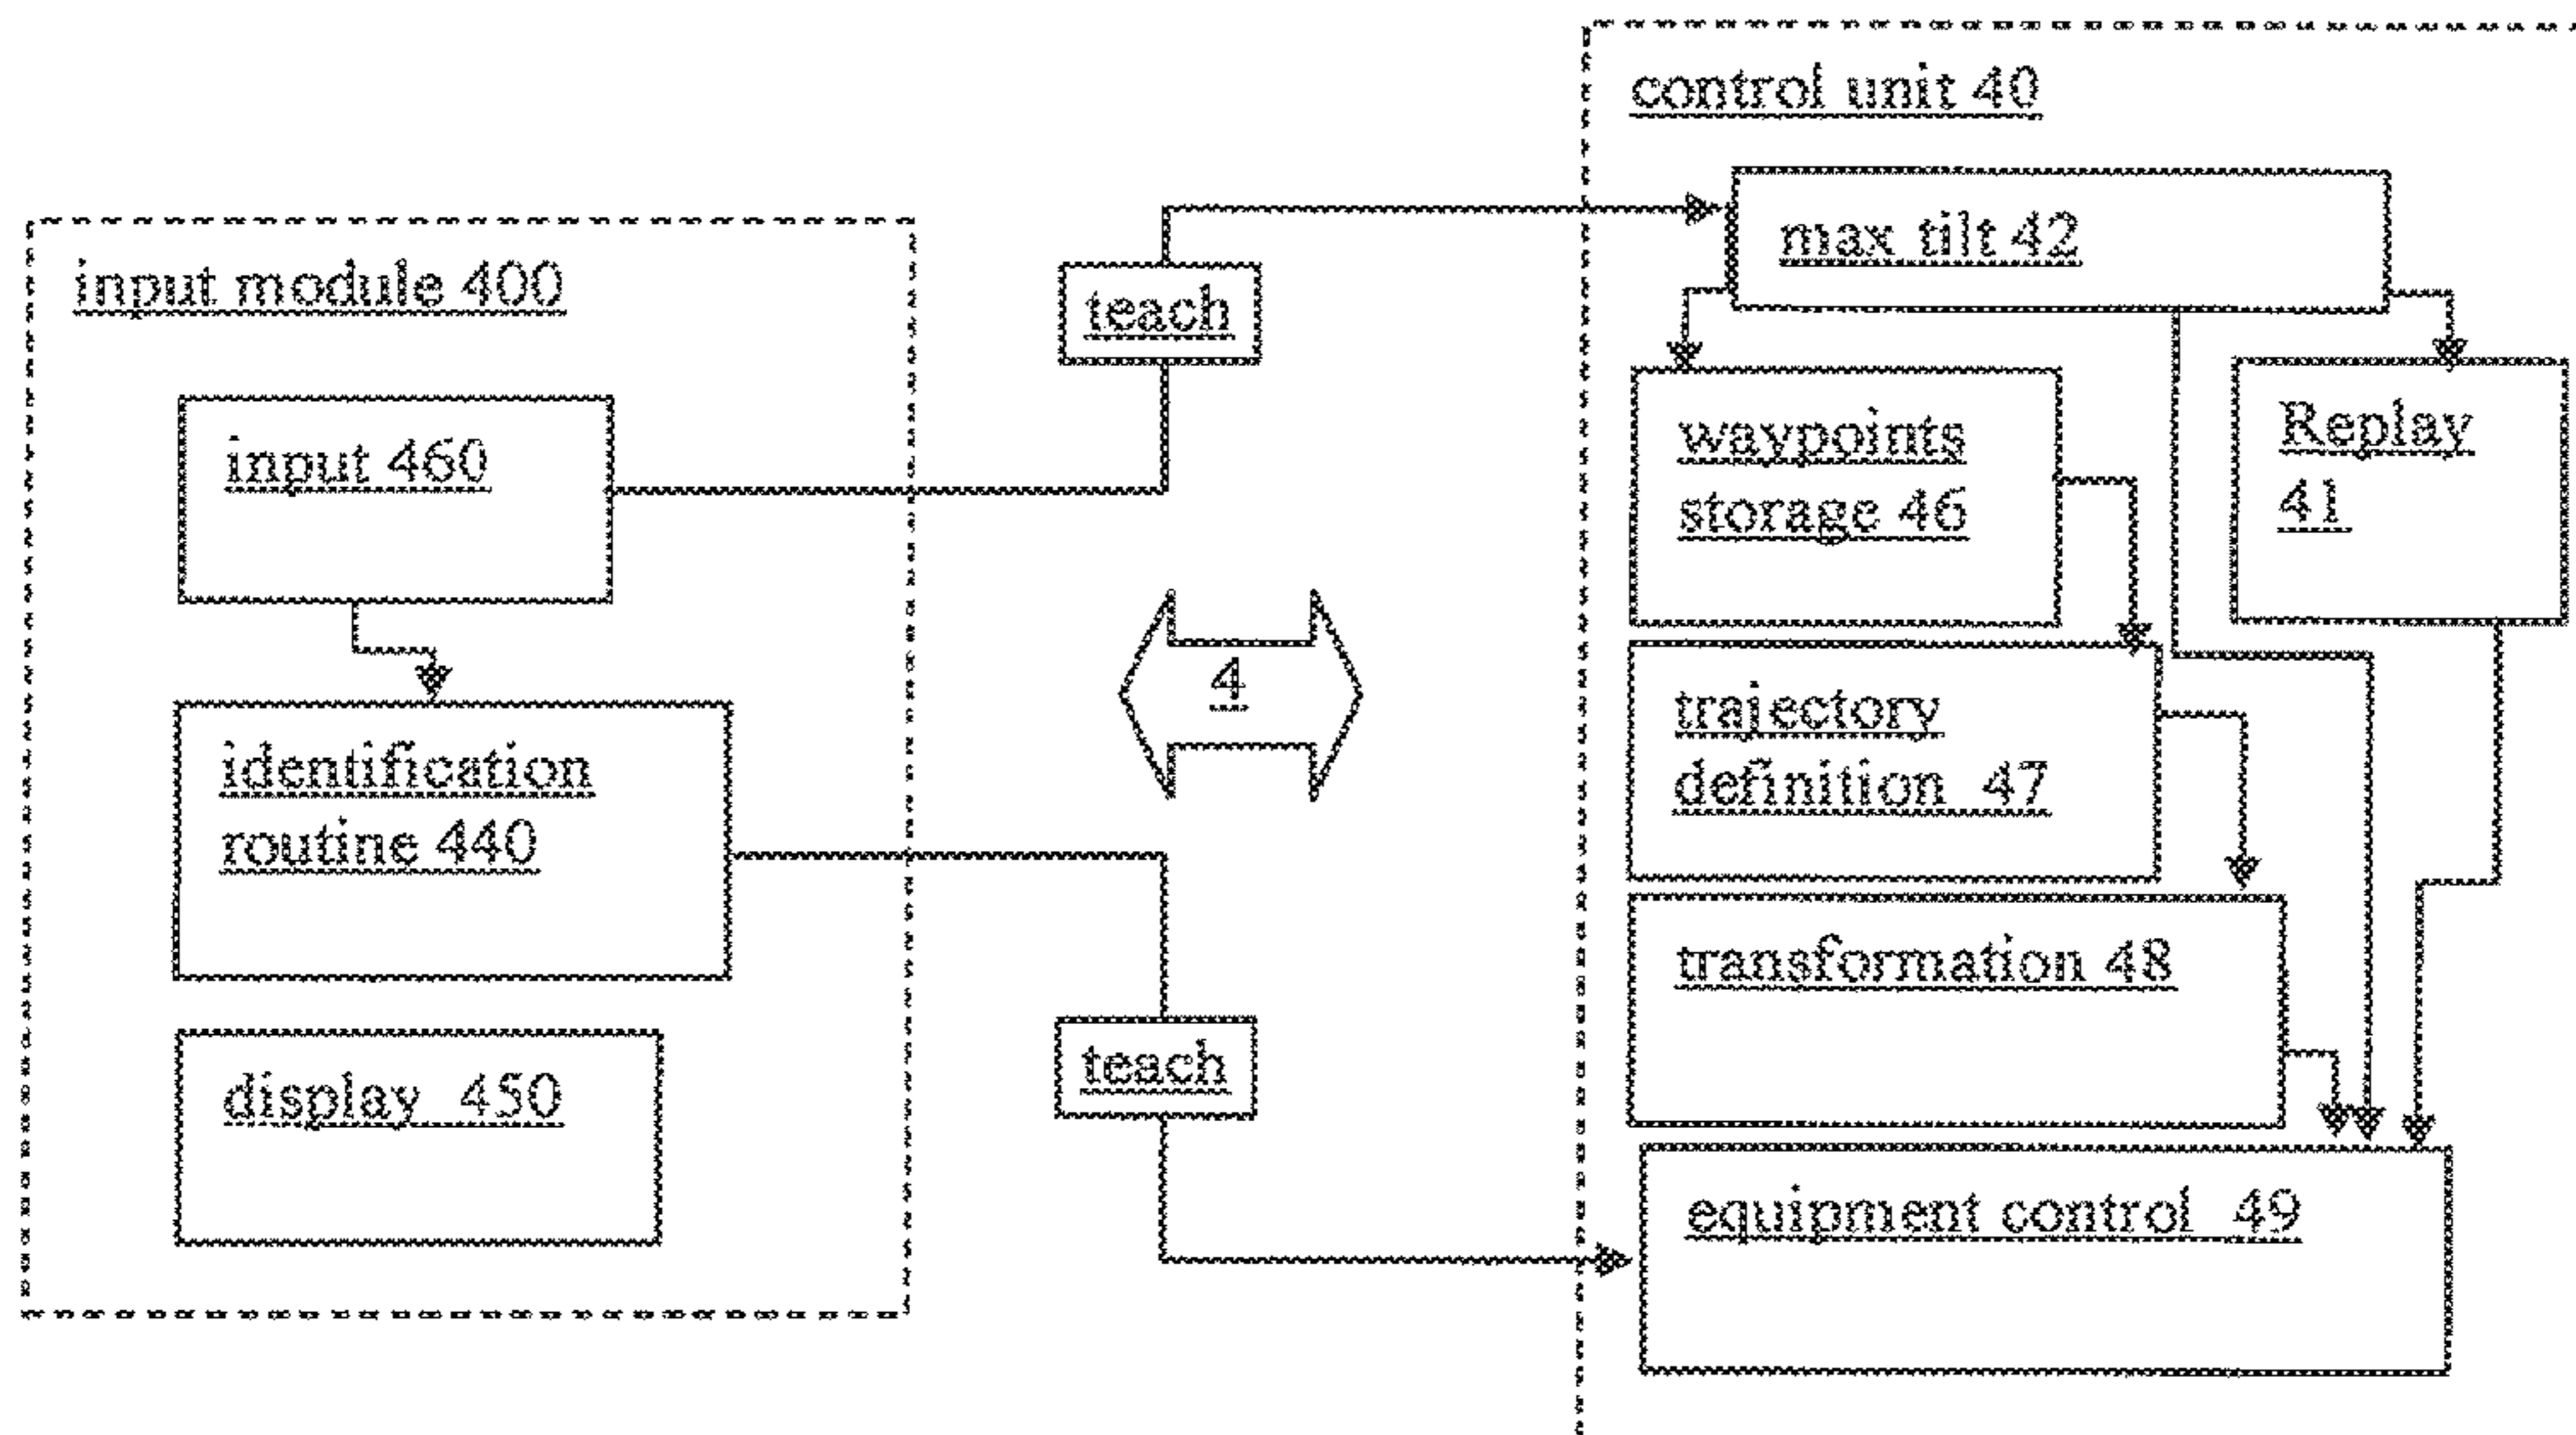 input module 400
input 460
identification
routine 440
display 450
teach
4
teach
control unit 40
max tilt 42
waypoints
storage 46
Replay
41
trajectory
definition 47
transformation 48
equipment control 49